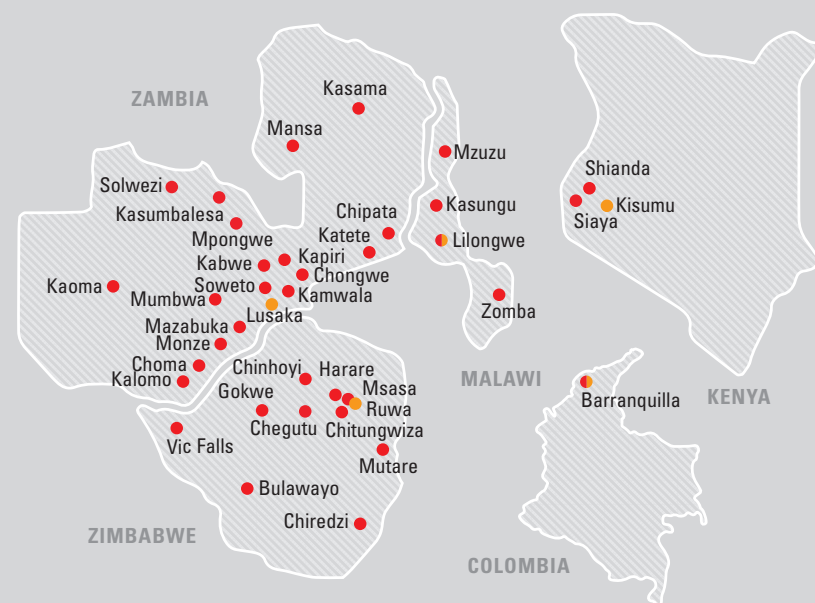 ZAMBIA
Kasama
Mansa
Solwezi
Kasumbalesa
Mpongwe
Chipata
Katete
Kabwe
Kapiri
Chongwe
Kaoma
Soweto
Kamwala
Mumbwa
Lusaka
Mazabuka
Monze
Choma
Kalomo
Mzuzu
Kasungu
Lilongwe
Zomba
MALAWI
Shianda
Kisumu
Siaya
KENYA
Chinhoyi
Harare
Gokwe
Msasa
Ruwa
Chegutu
Chitungwiza
Vic Falls
Mutare
Bulawayo
Chiredzi
ZIMBABWE
Barranquilla
COLOMBIA